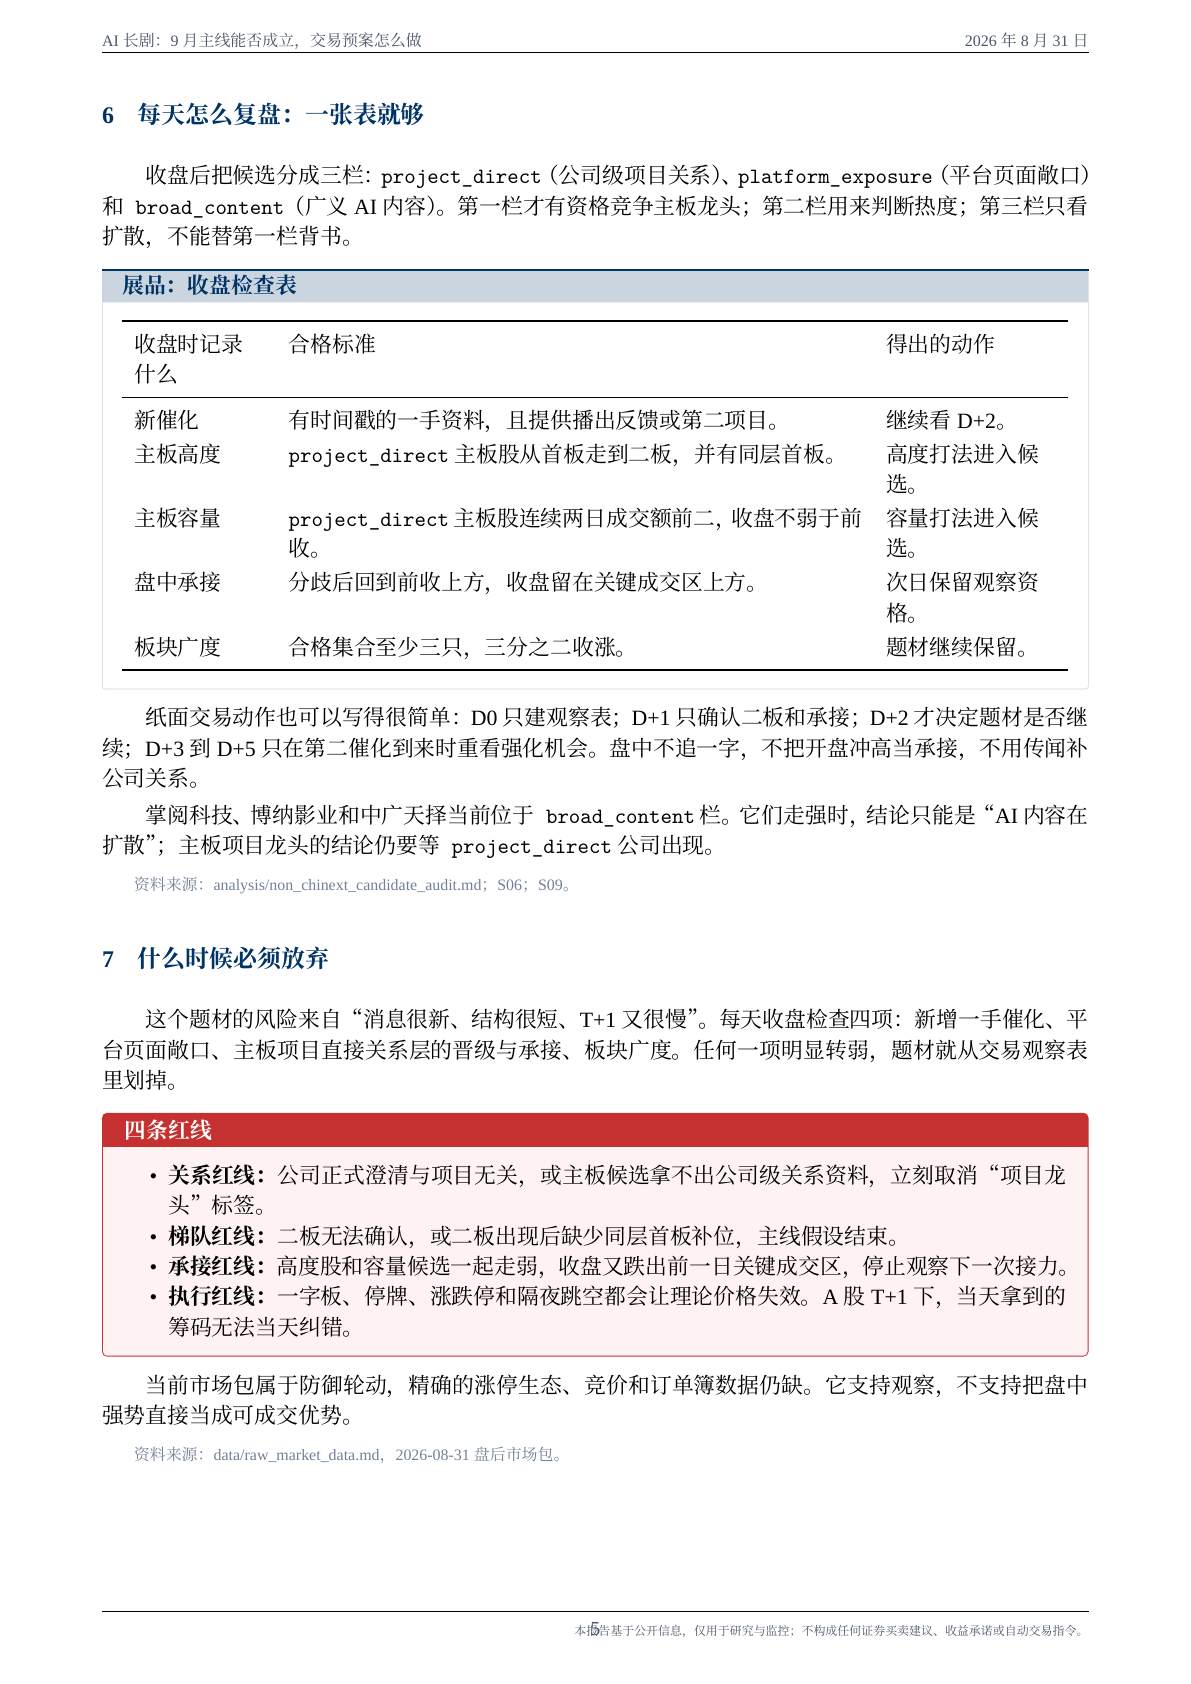 AI 长剧：9 月主线能否成立，交易预案怎么做
2026 年 8 月 31 日
6 每天怎么复盘：一张表就够
收盘后把候选分成三栏：project_direct（公司级项目关系）、platform_exposure（平台页面敞口）
和 broad_content（广义 AI 内容）。第一栏才有资格竞争主板龙头；第二栏用来判断热度；第三栏只看
扩散，不能替第一栏背书。
展品：收盘检查表
收盘时记录 合格标准 得出的动作
什么
新催化 有时间戳的一手资料，且提供播出反馈或第二项目。 继续看 D+2。
主板高度 project_direct 主板股从首板走到二板，并有同层首板。 高度打法进入候
选。
主板容量 project_direct 主板股连续两日成交额前二，收盘不弱于前 容量打法进入候
收。 选。
盘中承接 分歧后回到前收上方，收盘留在关键成交区上方。 次日保留观察资
格。
板块广度 合格集合至少三只，三分之二收涨。 题材继续保留。
纸面交易动作也可以写得很简单：D0 只建观察表；D+1 只确认二板和承接；D+2 才决定题材是否继
续；D+3 到 D+5 只在第二催化到来时重看强化机会。盘中不追一字，不把开盘冲高当承接，不用传闻补
公司关系。
掌阅科技、博纳影业和中广天择当前位于 broad_content 栏。它们走强时，结论只能是“AI 内容在
扩散”；主板项目龙头的结论仍要等 project_direct 公司出现。
资料来源：analysis/non_chinext_candidate_audit.md；S06；S09。
7 什么时候必须放弃
这个题材的风险来自“消息很新、结构很短、T+1 又很慢”。每天收盘检查四项：新增一手催化、平
台页面敞口、主板项目直接关系层的晋级与承接、板块广度。任何一项明显转弱，题材就从交易观察表
里划掉。
四条红线
• 关系红线：公司正式澄清与项目无关，或主板候选拿不出公司级关系资料，立刻取消“项目龙
头”标签。
• 梯队红线：二板无法确认，或二板出现后缺少同层首板补位，主线假设结束。
• 承接红线：高度股和容量候选一起走弱，收盘又跌出前一日关键成交区，停止观察下一次接力。
• 执行红线：一字板、停牌、涨跌停和隔夜跳空都会让理论价格失效。A 股 T+1 下，当天拿到的
筹码无法当天纠错。
当前市场包属于防御轮动，精确的涨停生态、竞价和订单簿数据仍缺。它支持观察，不支持把盘中
强势直接当成可成交优势。
资料来源：data/raw_market_data.md，2026-08-31 盘后市场包。
5
本报告基于公开信息，仅用于研究与监控；不构成任何证券买卖建议、收益承诺或自动交易指令。